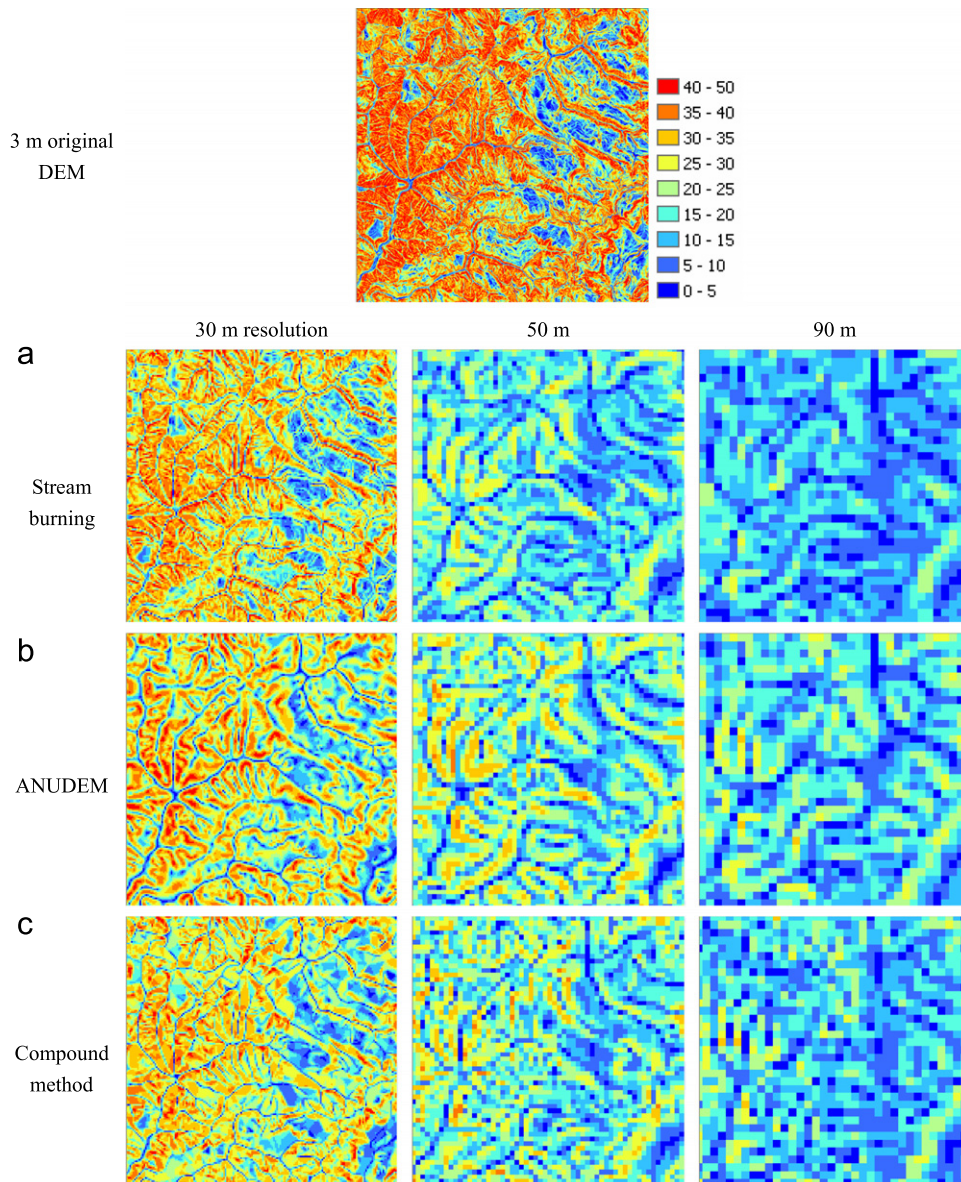 3 m original
DEM
40 - 50
35 - 40
30 - 35
25 - 30
20 - 25
15 - 20
10 - 15
5 - 10
0 - 5
30 m resolution
50 m
90 m
a
Stream
burning
b
ANUDEM
c
Compound
method